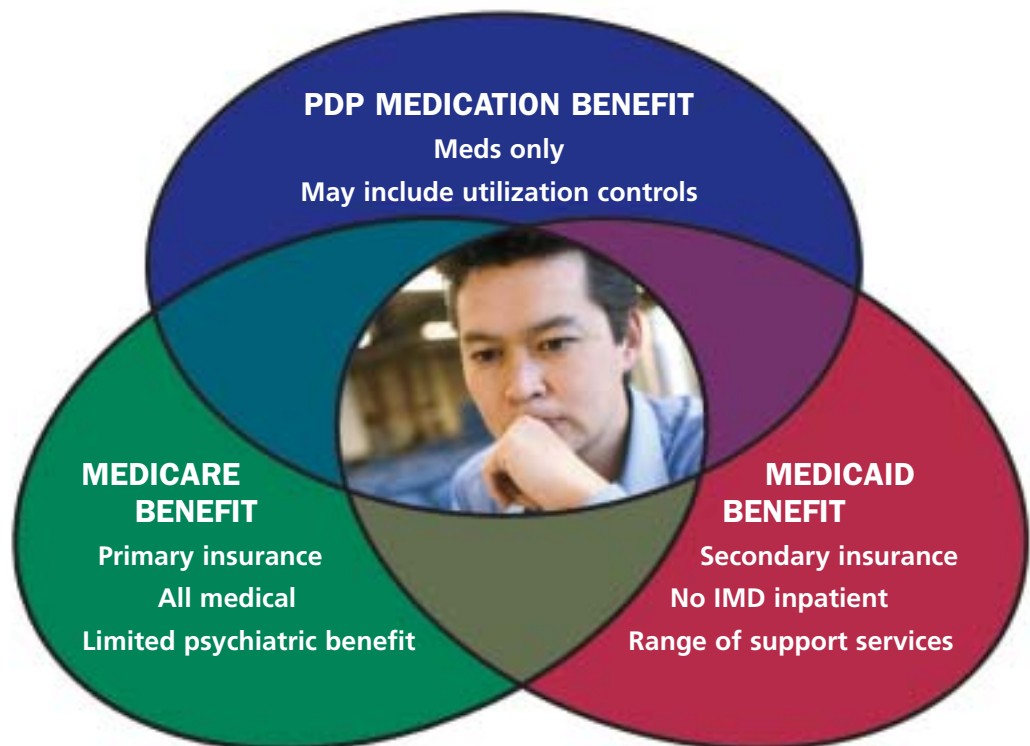 PDP MEDICATION BENEFIT
Meds only
May include utilization controls
MEDICARE
BENEFIT
Primary insurance
All medical
Limited psychiatric benefit
MEDICAID
BENEFIT
Secondary insurance
No IMD inpatient
Range of support services